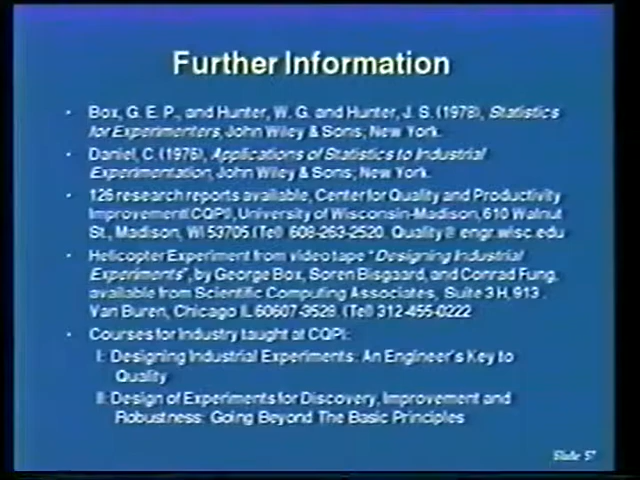 Further Information
• Box, G. E. P., and Hunter, W. G. and Hunter, J. S. (1978), Statistics
for Experimenters, John Wiley & Sons, New York.
• Daniel, C. (1976), Applications of Statistics to Industrial
Experimentation, John Wiley & Sons, New York.
• 126 research reports available, Center for Quality and Productivity
Improvement (CQPI), University of Wisconsin-Madison, 610 Walnut
St., Madison, WI 53705 (Tel) 608-263-2520. Quality@engr.wisc.edu
• Helicopter Experiment from video tape "Designing Industrial
Experiments", by George Box, Soren Bisgaard, and Conrad Fung,
available from Scientific Computing Associates, Suite 3H, 913
Van Buren, Chicago IL 60607-3528. (Tel) 312-455-0222
• Courses for Industry taught at CQPI:
I: Designing Industrial Experiments: An Engineer's Key to
Quality
II: Design of Experiments for Discovery, Improvement and
Robustness: Going Beyond The Basic Principles
Slide 57